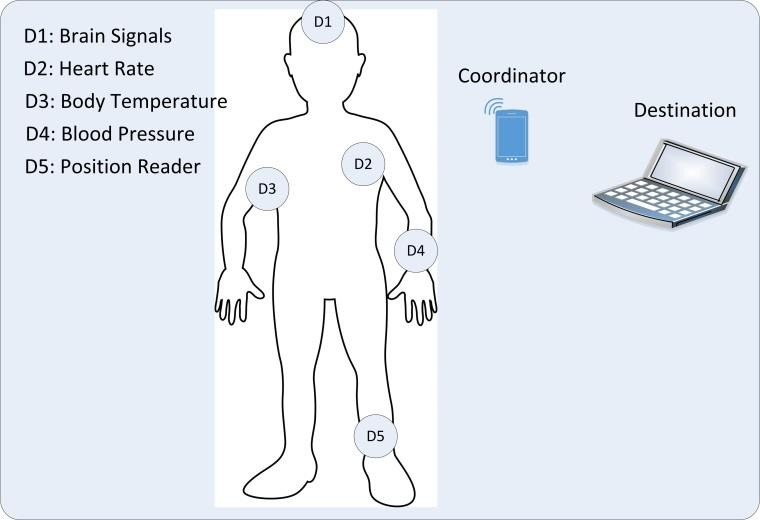 D1: Brain Signals
D2: Heart Rate
D3: Body Temperature
D4: Blood Pressure
D5: Position Reader
D1
D2
D3
D4
D5
Coordinator
Destination